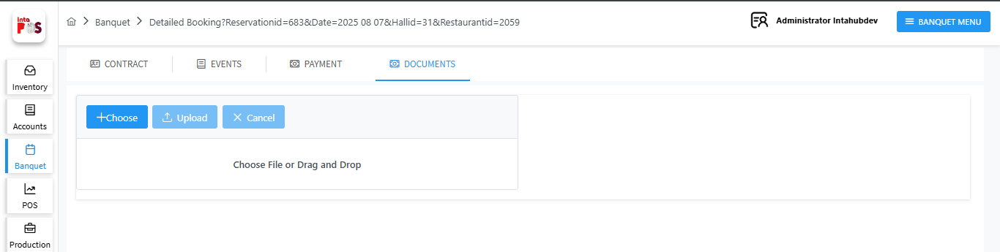 inta
POS
Banquet
Detailed Booking?Reservationid=683&Date=2025 08 07&Hallid=31&Restaurantid=2059
Administrator Intahubdev
BANQUET MENU
CONTRACT
EVENTS
PAYMENT
DOCUMENTS
Inventory
Accounts
Banquet
POS
Production
Choose
Upload
Cancel
Choose File or Drag and Drop